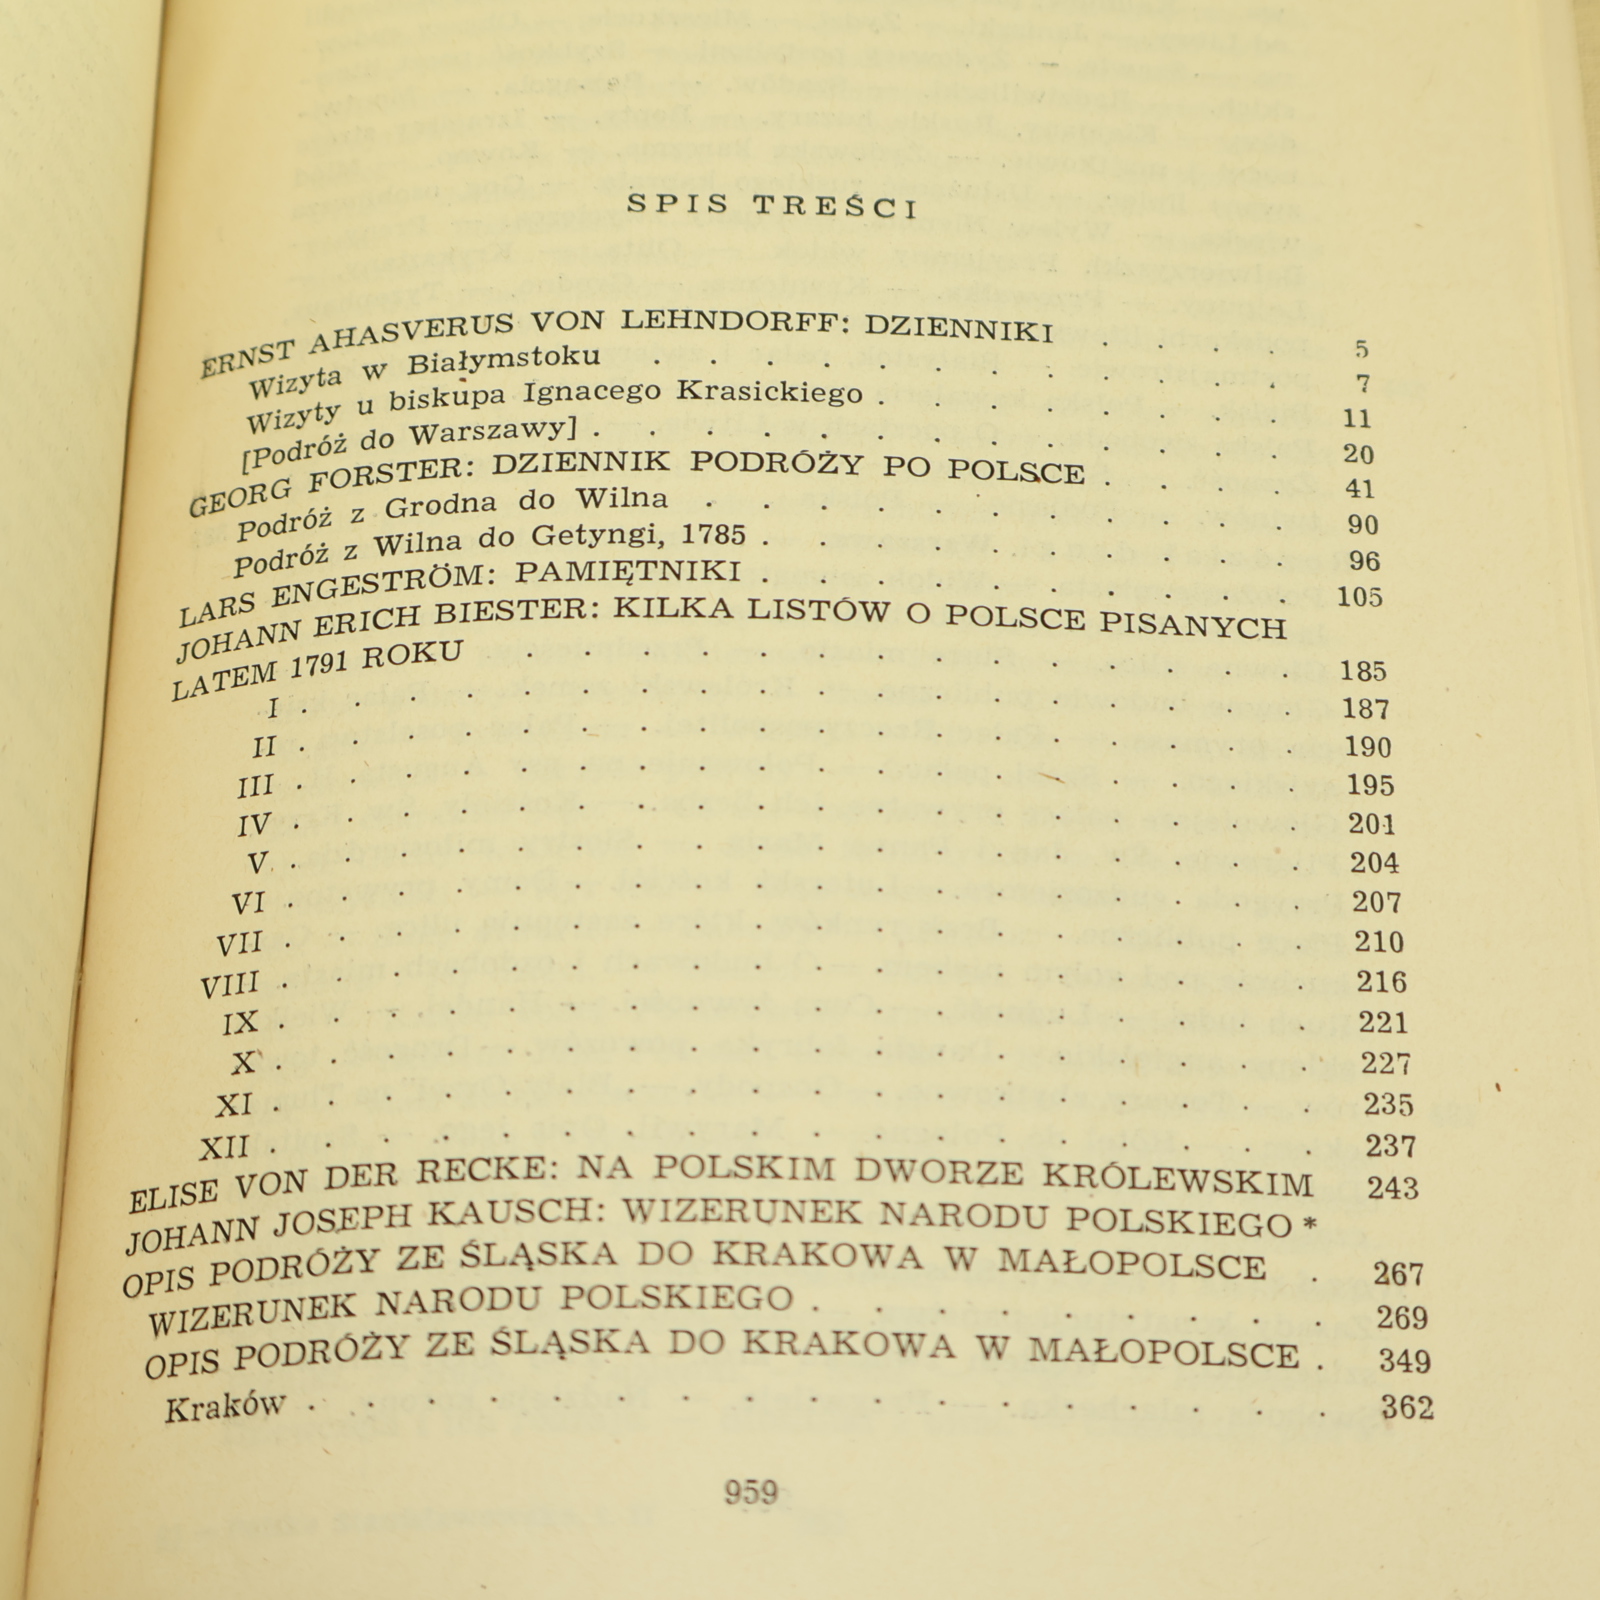 SPIS TREŚCI
ERNST AHASVERUS VON LEHNDORFF: DZIENNIKI . . . . 5
Wizyta w Białymstoku . . . . . . . . . . . 7
Wizyty u biskupa Ignacego Krasickiego . . . . . . . . 11
[Podróż do Warszawy] . . . . . . . . . . . . 20
GEORG FORSTER: DZIENNIK PODRÓŻY PO POLSCE . . . . 41
Podróż z Grodna do Wilna . . . . . . . . . . . 90
Podróż z Wilna do Getyngi, 1785 . . . . . . . . . . 96
LARS ENGESTRÖM: PAMIĘTNIKI . . . . . . . . . . 105
JOHANN ERICH BIESTER: KILKA LISTÓW O POLSCE PISANYCH
LATEM 1791 ROKU . . . . . . . . . . . . . . 185
I . . . . . . . . . . . . . . . . . . 187
II . . . . . . . . . . . . . . . . . . 190
III . . . . . . . . . . . . . . . . . . 195
IV . . . . . . . . . . . . . . . . . . 201
V . . . . . . . . . . . . . . . . . . 204
VI . . . . . . . . . . . . . . . . . . 207
VII . . . . . . . . . . . . . . . . . . 210
VIII . . . . . . . . . . . . . . . . . . 216
IX . . . . . . . . . . . . . . . . . . 221
X . . . . . . . . . . . . . . . . . . 227
XI . . . . . . . . . . . . . . . . . . 235
XII . . . . . . . . . . . . . . . . . . 237
ELISE VON DER RECKE: NA POLSKIM DWORZE KRÓLEWSKIM 243
JOHANN JOSEPH KAUSCH: WIZERUNEK NARODU POLSKIEGO *
OPIS PODRÓŻY ZE ŚLĄSKA DO KRAKOWA W MAŁOPOLSCE . 267
WIZERUNEK NARODU POLSKIEGO . . . . . . . . . 269
OPIS PODRÓŻY ZE ŚLĄSKA DO KRAKOWA W MAŁOPOLSCE . 349
Kraków . . . . . . . . . . . . . . . . . 362
959